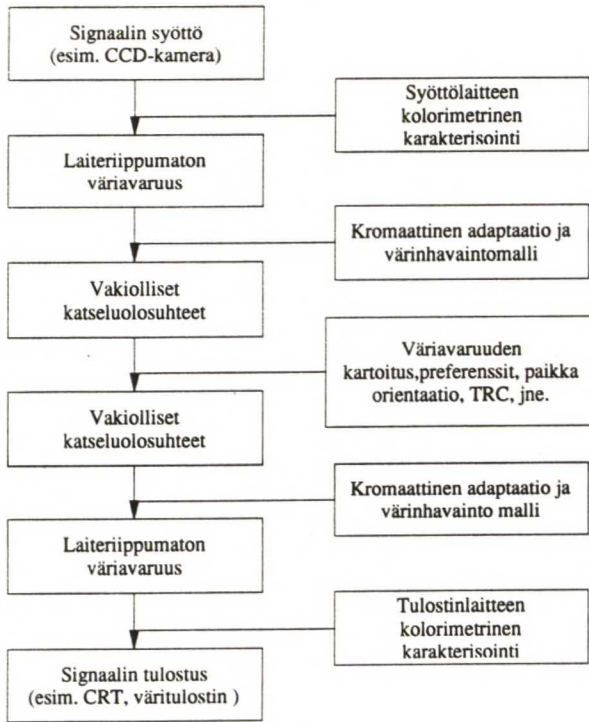 Signaalin syöttö
(esim. CCD-kamera)
Syöttölaitteen
kolorimetrinen
karakterisointi
Laiteriippumaton
väriavaruus
Kromaattinen adaptaatio ja
värinhavaintomalli
Vakiolliset
katseluolosuhteet
Väriavaruuden
kartoitus,preferenssit, paikka
orientaatio, TRC, jne.
Vakiolliset
katseluolosuhteet
Kromaattinen adaptaatio ja
värinhavainto malli
Laiteriippumaton
väriavaruus
Tulostinlaitteen
kolorimetrinen
karakterisointi
Signaalin tulostus
(esim. CRT, väritulostin )